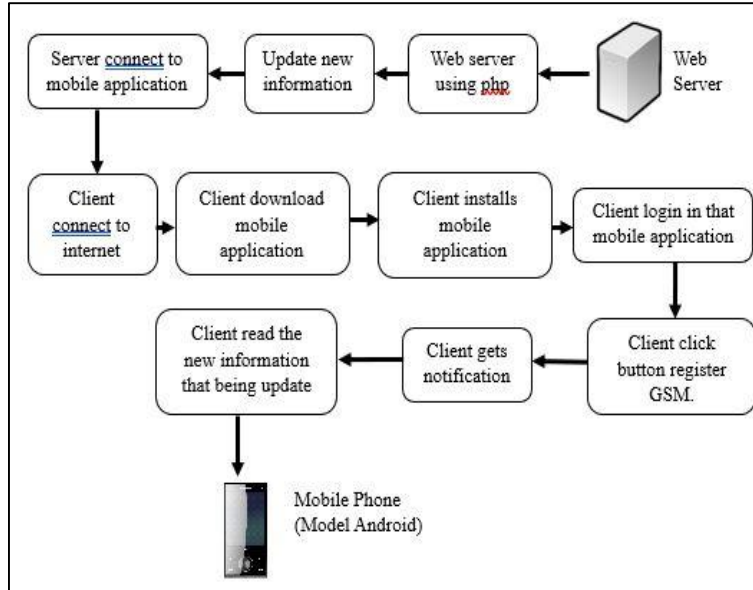 Server connect to
mobile application
Update new
information
Web server
using php
Web
Server
Client
connect to
internet
Client download
mobile
application
Client installs
mobile
application
Client login in that
mobile application
Client read the
new information
that being update
Client gets
notification
Client click
button register
GSM.
Mobile Phone
(Model Android)